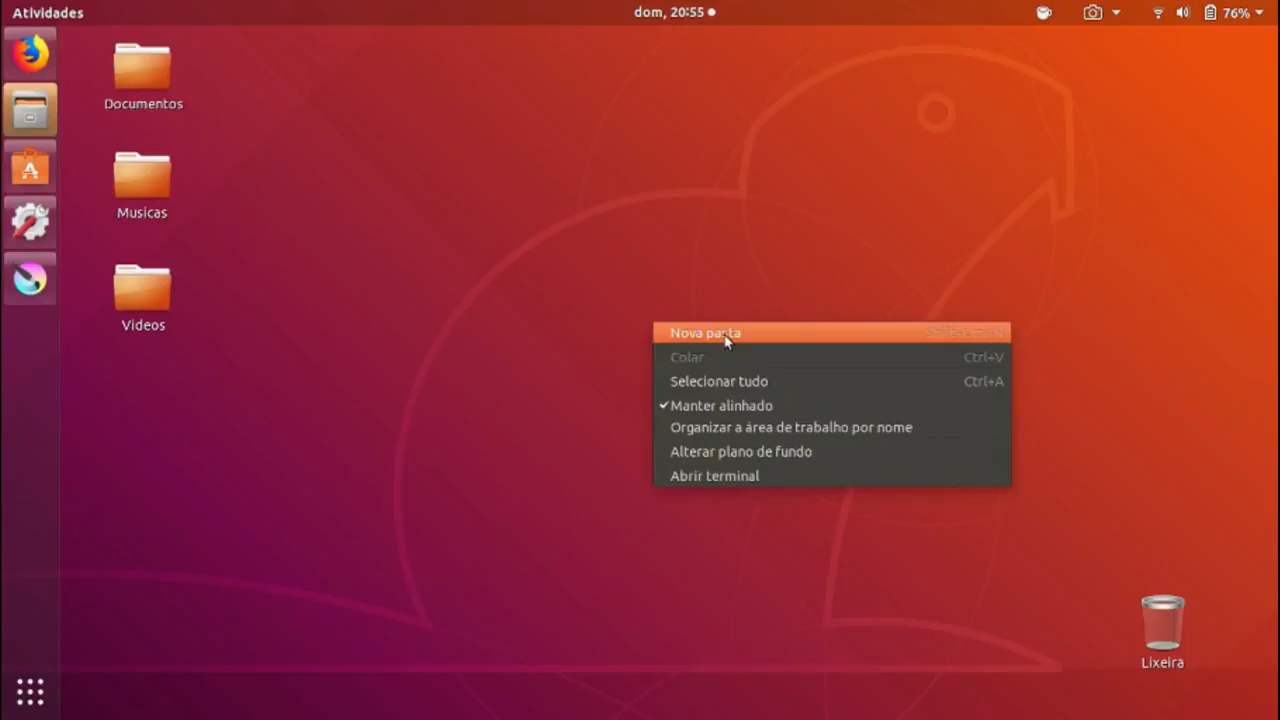 Atividades
dom, 20:55
76%
Documentos
Musicas
Videos
Nova pasta
Colar Ctrl+V
Selecionar tudo Ctrl+A
Manter alinhado
Organizar a área de trabalho por nome
Alterar plano de fundo
Abrir terminal
Lixeira